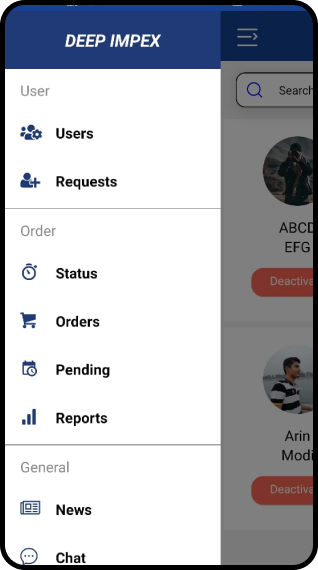 DEEP IMPEX
User
Users
Requests
Order
Status
Orders
Pending
Reports
General
News
Chat
Search
ABCD
EFG
Deactiva
Arin
Modi
Deactiva